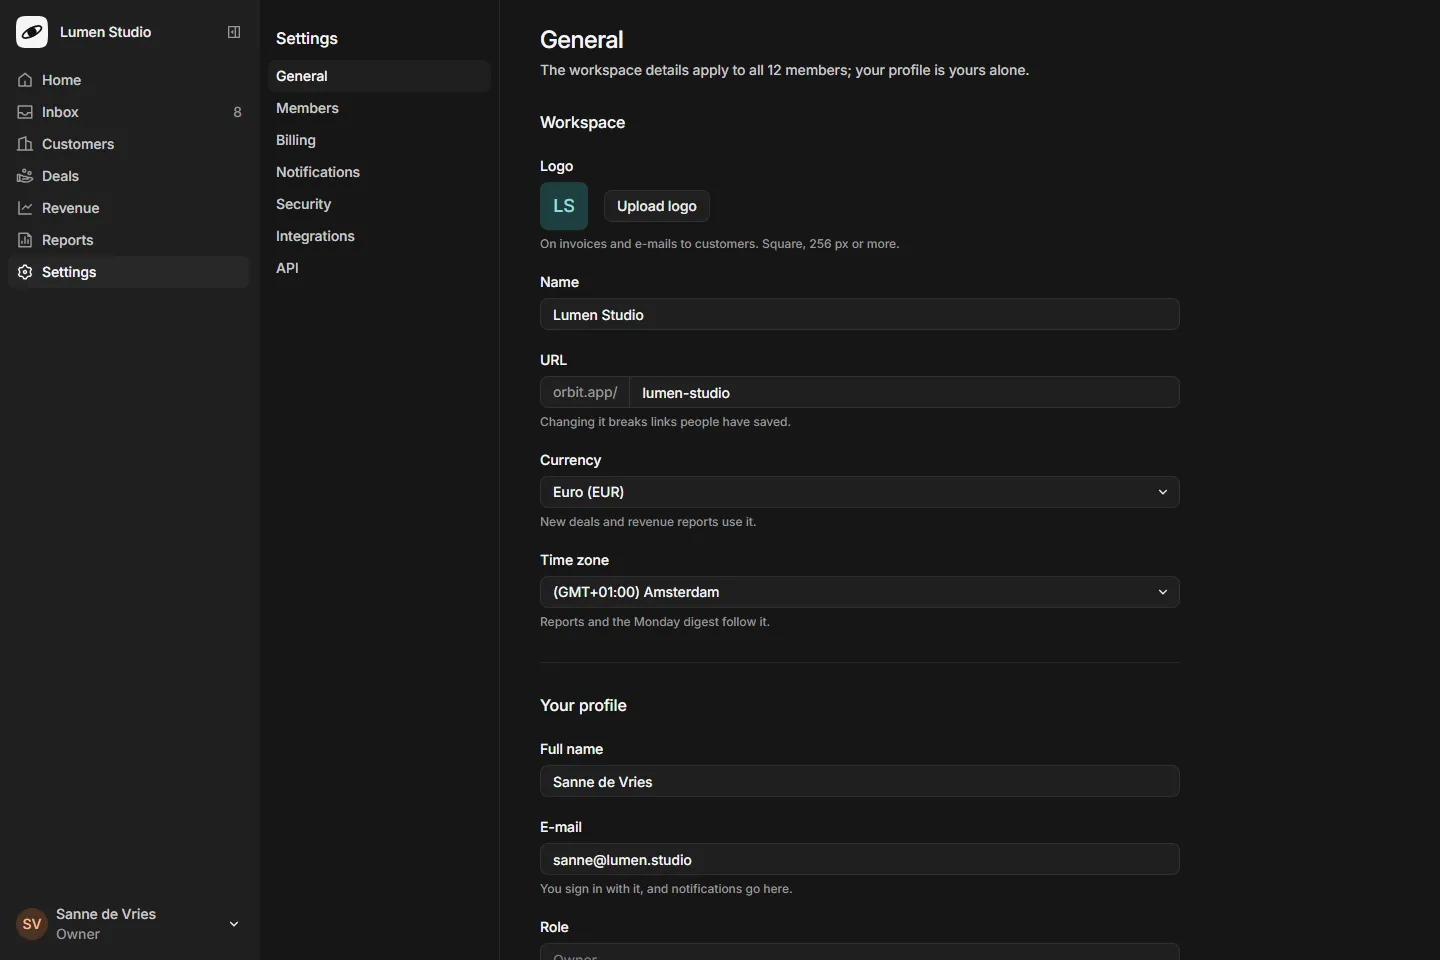 Lumen Studio
Home
Inbox 8
Customers
Deals
Revenue
Reports
Settings
Sanne de Vries
SV
Owner
Settings
General
Members
Billing
Notifications
Security
Integrations
API
General
The workspace details apply to all 12 members; your profile is yours alone.
Workspace
Logo
LS Upload logo
On invoices and e-mails to customers. Square, 256 px or more.
Name
Lumen Studio
URL
orbit.app/ lumen-studio
Changing it breaks links people have saved.
Currency
Euro (EUR)
New deals and revenue reports use it.
Time zone
(GMT+01:00) Amsterdam
Reports and the Monday digest follow it.
Your profile
Full name
Sanne de Vries
E-mail
sanne@lumen.studio
You sign in with it, and notifications go here.
Role
Owner